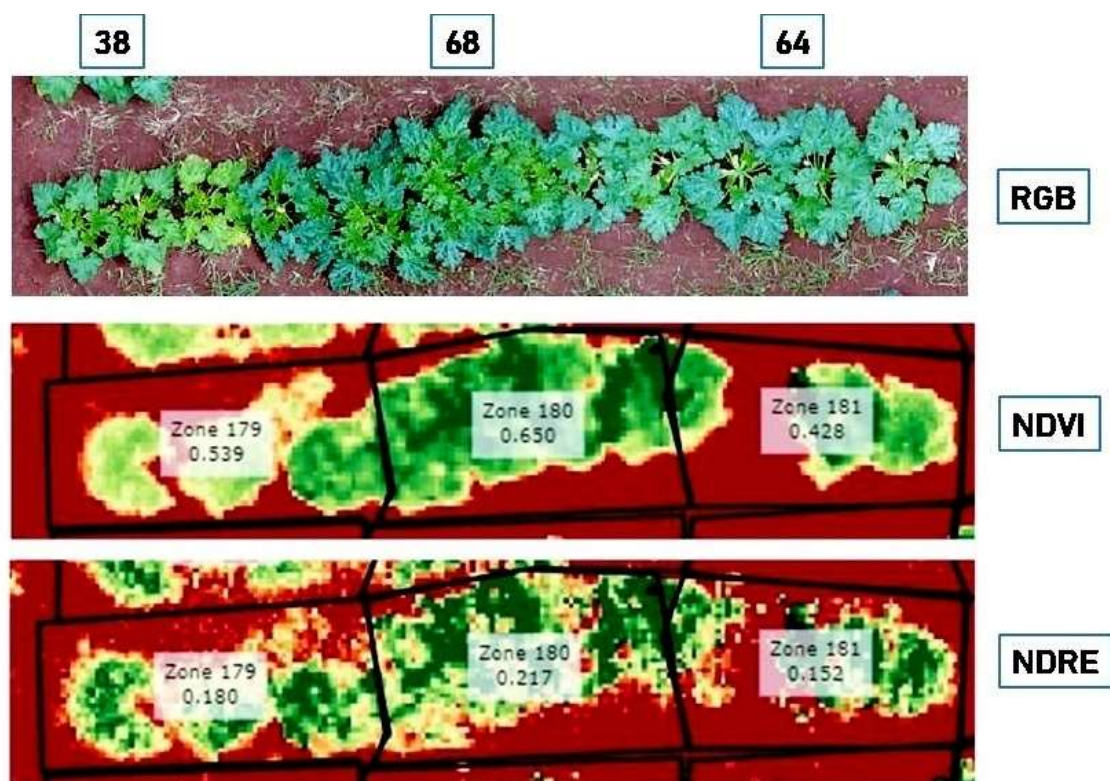 38
68
64
RGB
Zone 179
0.539
Zone 180
0.650
Zone 181
0.428
NDVI
Zone 179
0.180
Zone 180
0.217
Zone 181
0.152
NDRE